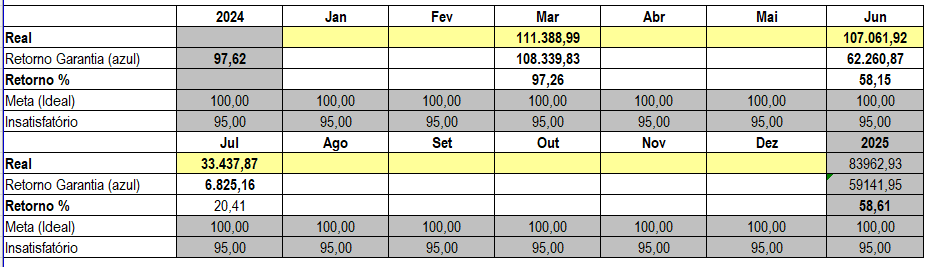 2024 Jan Fev Mar Abr Mai Jun
Real 111.388,99 107.061,92
Retorno Garantia (azul) 97,62 108.339,83 62.260,87
Retorno % 97,26 58,15
Meta (Ideal) 100,00 100,00 100,00 100,00 100,00 100,00 100,00
Insatisfatório 95,00 95,00 95,00 95,00 95,00 95,00 95,00
Jul Ago Set Out Nov Dez 2025
Real 33.437,87 83962,93
Retorno Garantia (azul) 6.825,16 59141,95
Retorno % 20,41 58,61
Meta (Ideal) 100,00 100,00 100,00 100,00 100,00 100,00 100,00
Insatisfatório 95,00 95,00 95,00 95,00 95,00 95,00 95,00